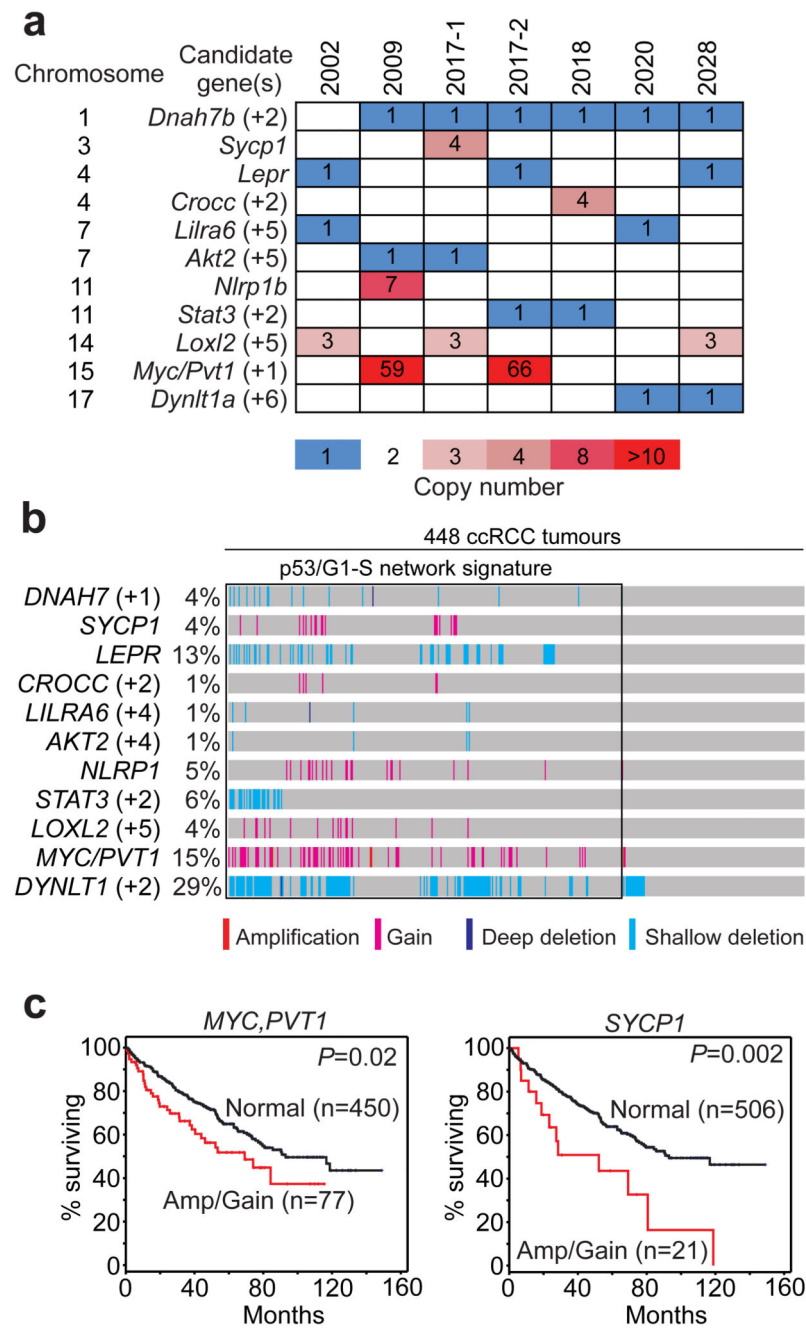 a
Chromosome Candidate gene(s) 2002 2009 2017-1 2017-2 2018 2020 2028
1 Dnah7b (+2) 1 1 1 1 1 1
3 Sycp1 4
4 Lepr 1 1 1
4 Crocc (+2) 4
7 Lilra6 (+5) 1 1
7 Akt2 (+5) 1 1
11 Nlrp1b 7
11 Stat3 (+2) 1 1
14 Loxl2 (+5) 3 3 3
15 Myc/Pvt1 (+1) 59 66
17 Dynlt1a (+6) 1 1
1 2 3 4 8 >10
Copy number
b
448 ccRCC tumours
p53/G1-S network signature
DNAH7 (+1) 4%
SYCP1 4%
LEPR 13%
CROCC (+2) 1%
LILRA6 (+4) 1%
AKT2 (+4) 1%
NLRP1 5%
STAT3 (+2) 6%
LOXL2 (+5) 4%
MYC/PVT1 15%
DYNLT1 (+2) 29%
Amplification Gain Deep deletion Shallow deletion
c
MYC,PVT1
% surviving
100
80
60
40
20
0
P=0.02
Normal (n=450)
Amp/Gain (n=77)
0 40 80 120 160
Months
SYCP1
% surviving
100
80
60
40
20
0
P=0.002
Normal (n=506)
Amp/Gain (n=21)
0 40 80 120 160
Months